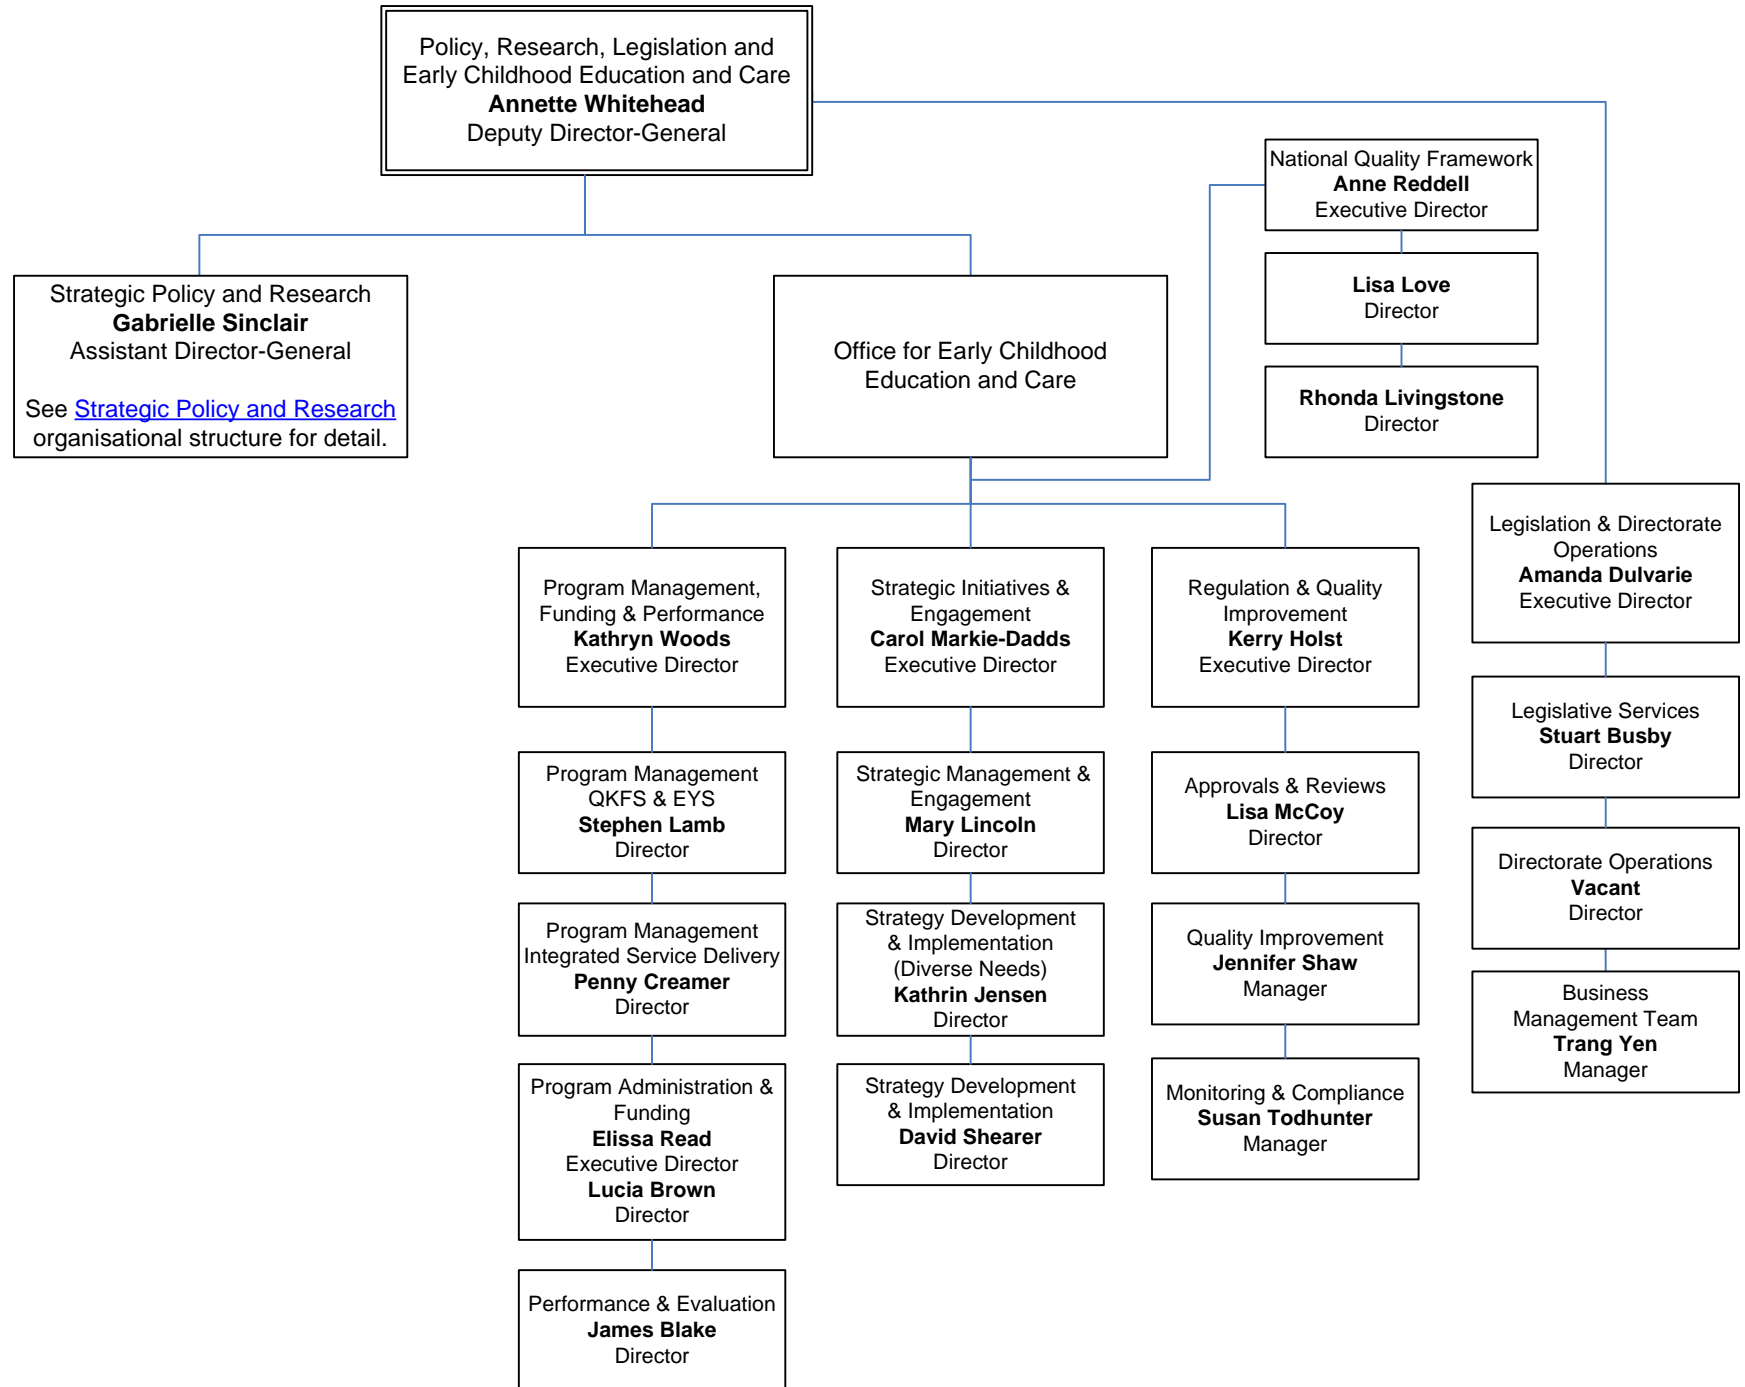 Policy, Research, Legislation and
Early Childhood Education and Care
Annette Whitehead
Deputy Director-General
National Quality Framework
Anne Reddell
Executive Director
Lisa Love
Director
Rhonda Livingstone
Director
Strategic Policy and Research
Gabrielle Sinclair
Assistant Director-General
See Strategic Policy and Research
organisational structure for detail.
Office for Early Childhood
Education and Care
Program Management,
Funding & Performance
Kathryn Woods
Executive Director
Program Management
QKFS & EYS
Stephen Lamb
Director
Program Management
Integrated Service Delivery
Penny Creamer
Director
Program Administration &
Funding
Elissa Read
Executive Director
Lucia Brown
Director
Performance & Evaluation
James Blake
Director
Strategic Initiatives &
Engagement
Carol Markie-Dadds
Executive Director
Strategic Management &
Engagement
Mary Lincoln
Director
Strategy Development
& Implementation
(Diverse Needs)
Kathrin Jensen
Director
Strategy Development
& Implementation
David Shearer
Director
Regulation & Quality
Improvement
Kerry Holst
Executive Director
Approvals & Reviews
Lisa McCoy
Director
Quality Improvement
Jennifer Shaw
Manager
Monitoring & Compliance
Susan Todhunter
Manager
Legislation & Directorate
Operations
Amanda Dulvarie
Executive Director
Legislative Services
Stuart Busby
Director
Directorate Operations
Vacant
Director
Business
Management Team
Trang Yen
Manager